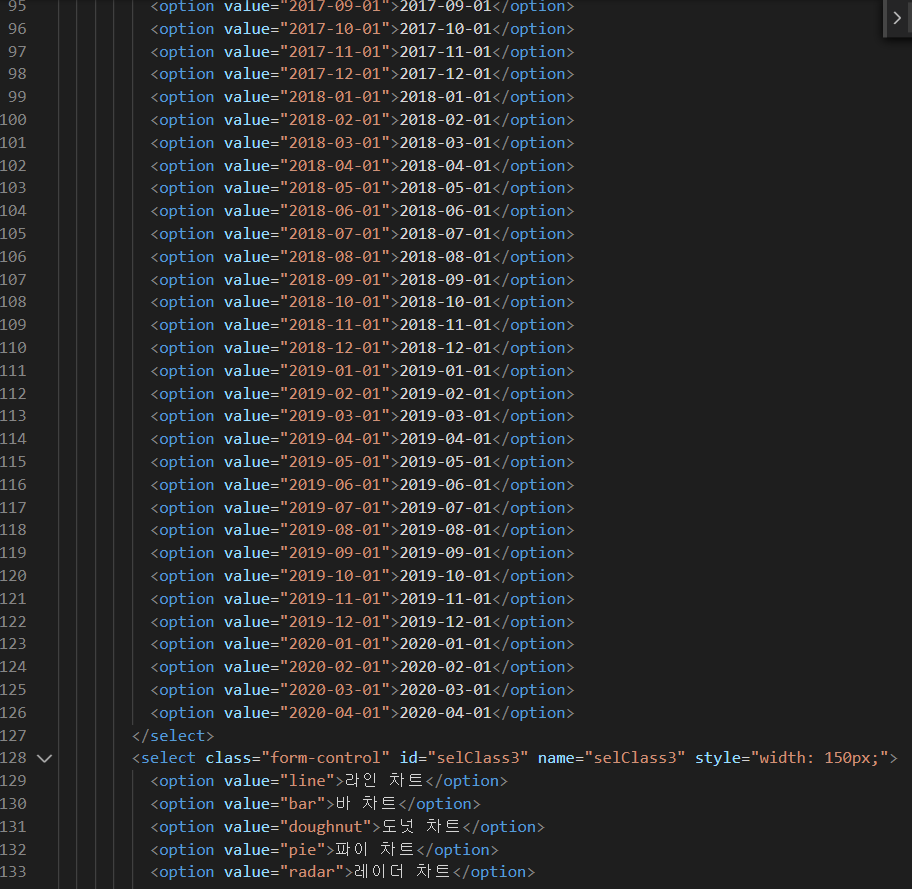 95 <option value="2017-09-01">2017-09-01</option>
96 <option value="2017-10-01">2017-10-01</option>
97 <option value="2017-11-01">2017-11-01</option>
98 <option value="2017-12-01">2017-12-01</option>
99 <option value="2018-01-01">2018-01-01</option>
100 <option value="2018-02-01">2018-02-01</option>
101 <option value="2018-03-01">2018-03-01</option>
102 <option value="2018-04-01">2018-04-01</option>
103 <option value="2018-05-01">2018-05-01</option>
104 <option value="2018-06-01">2018-06-01</option>
105 <option value="2018-07-01">2018-07-01</option>
106 <option value="2018-08-01">2018-08-01</option>
107 <option value="2018-09-01">2018-09-01</option>
108 <option value="2018-10-01">2018-10-01</option>
109 <option value="2018-11-01">2018-11-01</option>
110 <option value="2018-12-01">2018-12-01</option>
111 <option value="2019-01-01">2019-01-01</option>
112 <option value="2019-02-01">2019-02-01</option>
113 <option value="2019-03-01">2019-03-01</option>
114 <option value="2019-04-01">2019-04-01</option>
115 <option value="2019-05-01">2019-05-01</option>
116 <option value="2019-06-01">2019-06-01</option>
117 <option value="2019-07-01">2019-07-01</option>
118 <option value="2019-08-01">2019-08-01</option>
119 <option value="2019-09-01">2019-09-01</option>
120 <option value="2019-10-01">2019-10-01</option>
121 <option value="2019-11-01">2019-11-01</option>
122 <option value="2019-12-01">2019-12-01</option>
123 <option value="2020-01-01">2020-01-01</option>
124 <option value="2020-02-01">2020-02-01</option>
125 <option value="2020-03-01">2020-03-01</option>
126 <option value="2020-04-01">2020-04-01</option>
127 </select>
128 <select class="form-control" id="selClass3" name="selClass3" style="width: 150px;">
129 <option value="line">라인 차트</option>
130 <option value="bar">바 차트</option>
131 <option value="doughnut">도넛 차트</option>
132 <option value="pie">파이 차트</option>
133 <option value="radar">레이더 차트</option>